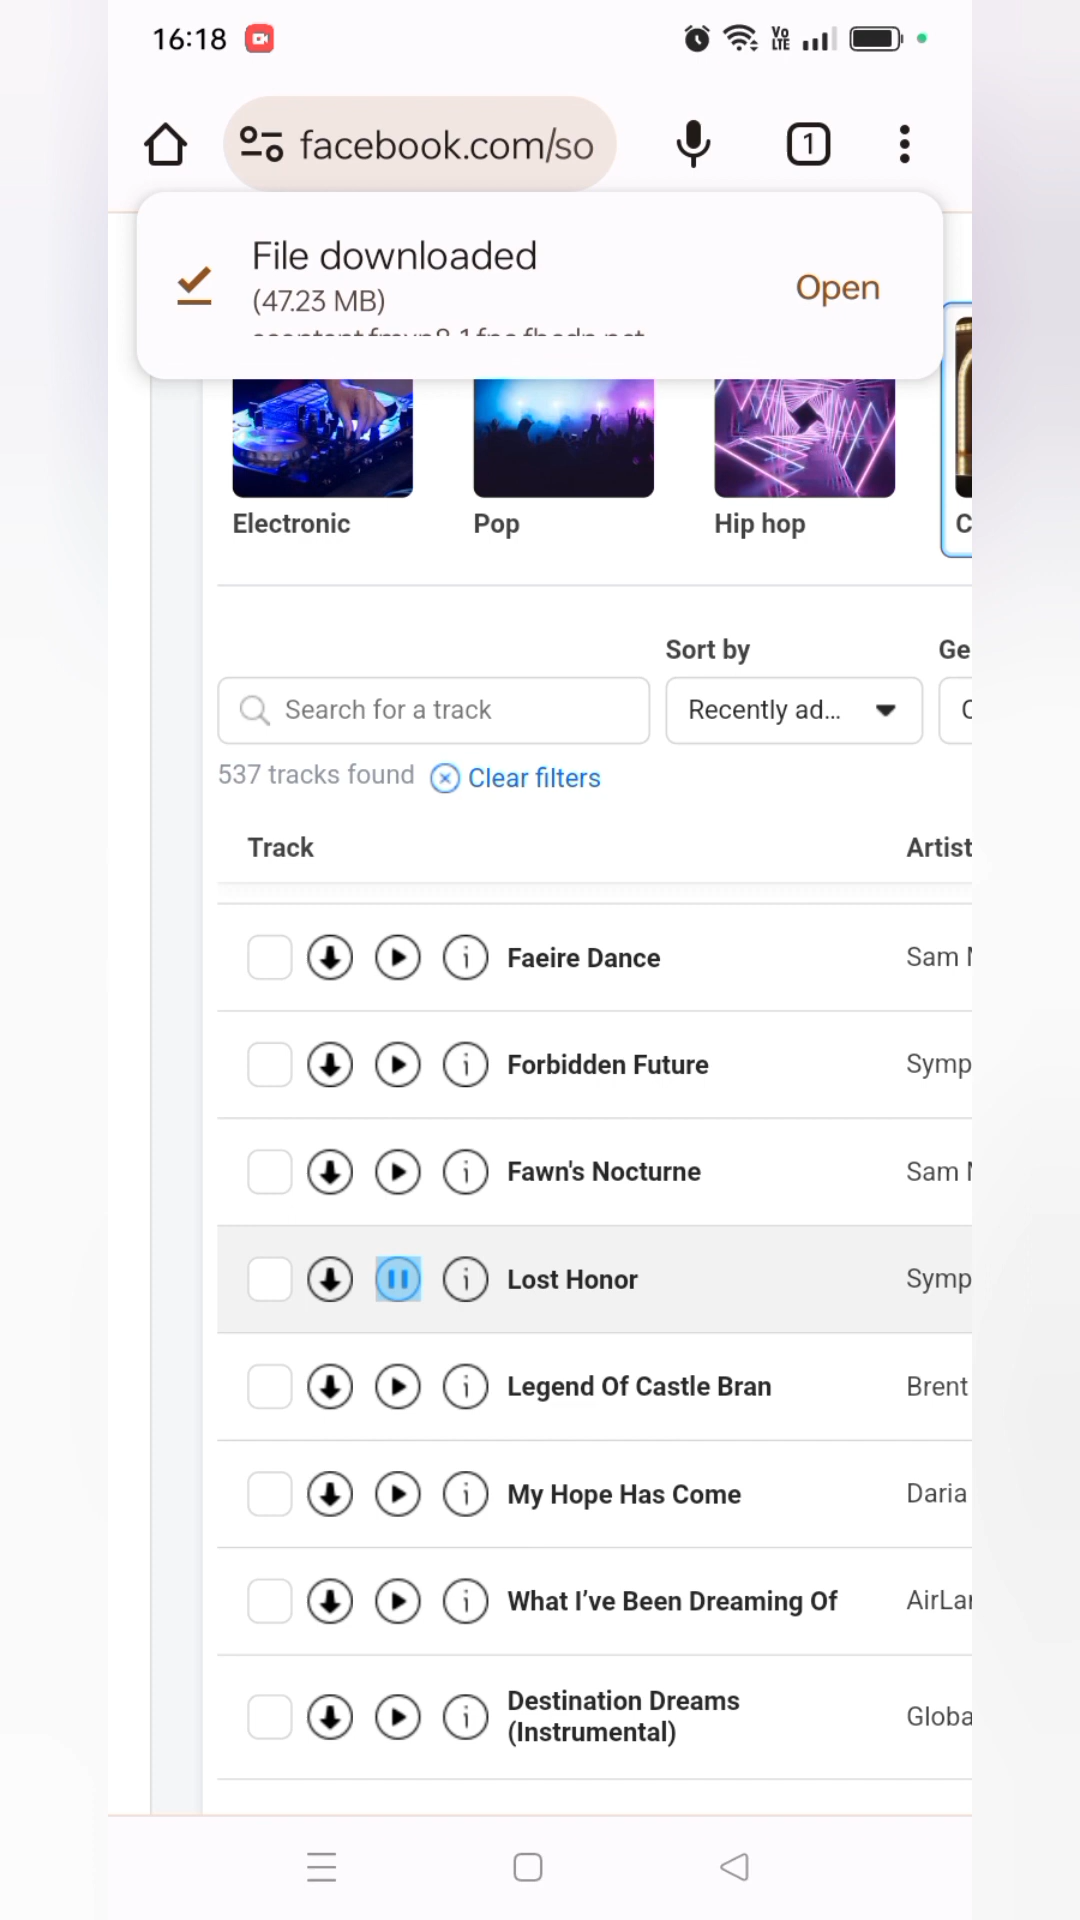 16:18
Vo
LTE
facebook.com/so
1
File downloaded
(47.23 MB)
Open
Electronic
Pop
Hip hop
C
Sort by
Ge
Search for a track
Recently ad...
C
537 tracks found
Clear filters
Track
Artist
Faeire Dance
Sam
Forbidden Future
Symp
Fawn's Nocturne
Sam
Lost Honor
Symp
Legend Of Castle Bran
Brent
My Hope Has Come
Daria
What I’ve Been Dreaming Of
AirLar
Destination Dreams
(Instrumental)
Globa